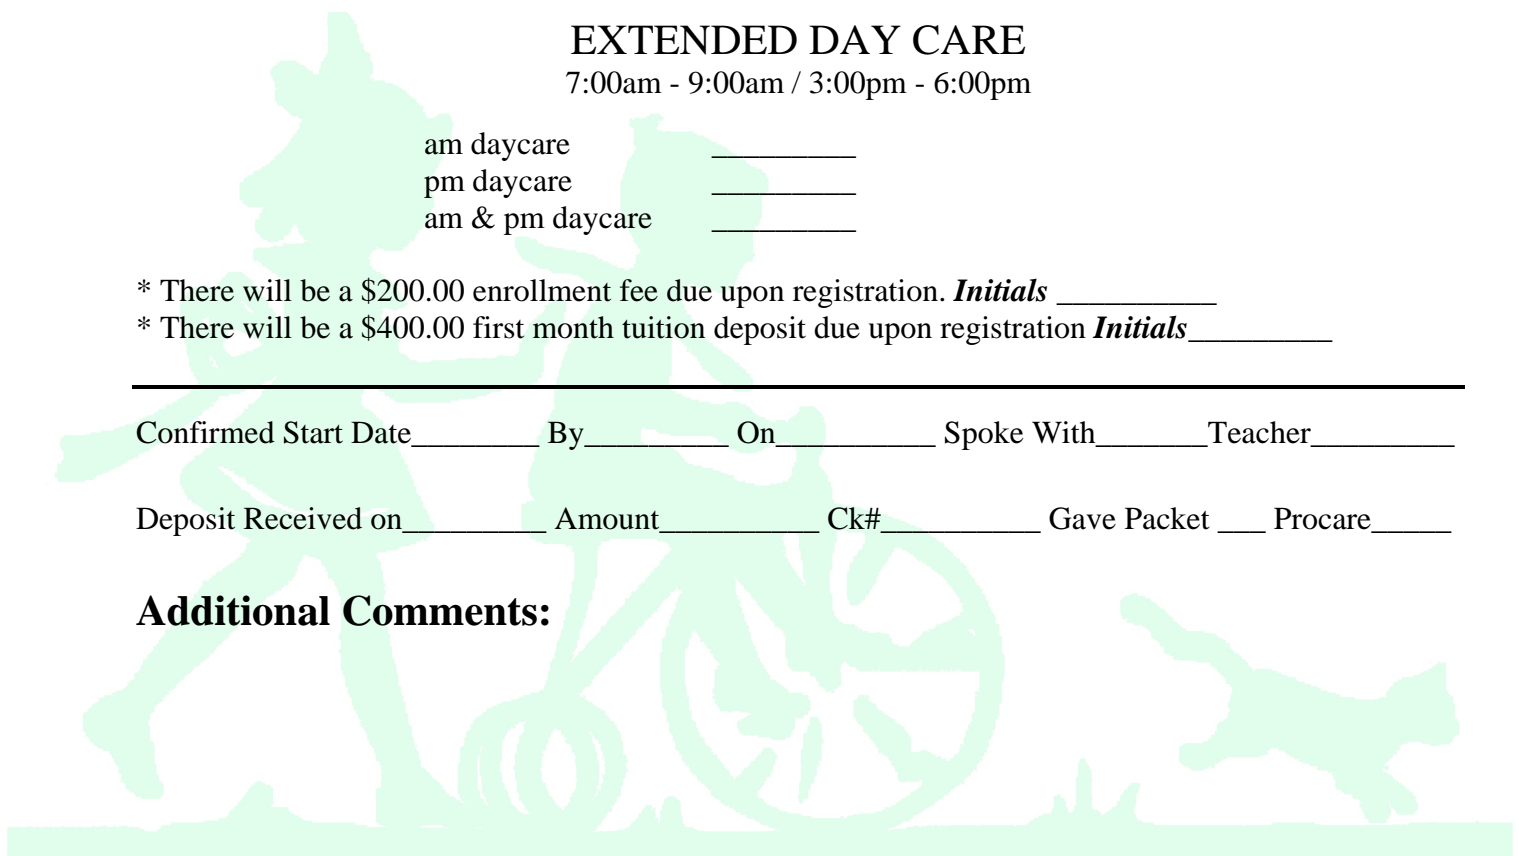 EXTENDED DAY CARE
7:00am - 9:00am / 3:00pm - 6:00pm
am daycare _________
pm daycare _________
am & pm daycare _________
* There will be a $200.00 enrollment fee due upon registration. Initials __________
* There will be a $400.00 first month tuition deposit due upon registration Initials_________
Confirmed Start Date________ By_________ On__________ Spoke With_______Teacher_________
Deposit Received on_________ Amount__________ Ck#__________ Gave Packet ___ Procare_____
Additional Comments: